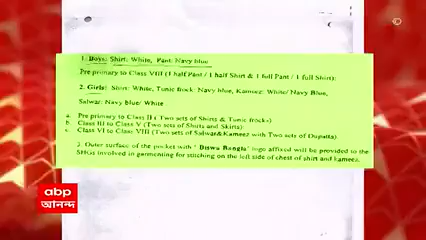 1. Boys: Shirt: White, Pant: Navy blue
Pre primary to Class VIII (1 half Pant / 1 half Shirt & 1 full Pant / 1 full Shirt)
2. Girls: Shirt: White, Tunic frock: Navy blue, Kameez: White/ Navy Blue,
Salwar: Navy Blue/ White
a. Pre primary to Class II ( Two sets of Shirts & Tunic frocks)
b. Class III to Class V (Two sets of Shirts and Skirts)
c. Class VI to Class VIII (Two sets of Salwar& Kameez with Two sets of Dupatta)
3. Outer surface of the pocket with ' Biswa Bangla' logo affixed will be provided to the
SHGs involved in garmenting for stitching on the left side of chest of shirt and kameez.
abp
আনন্দ